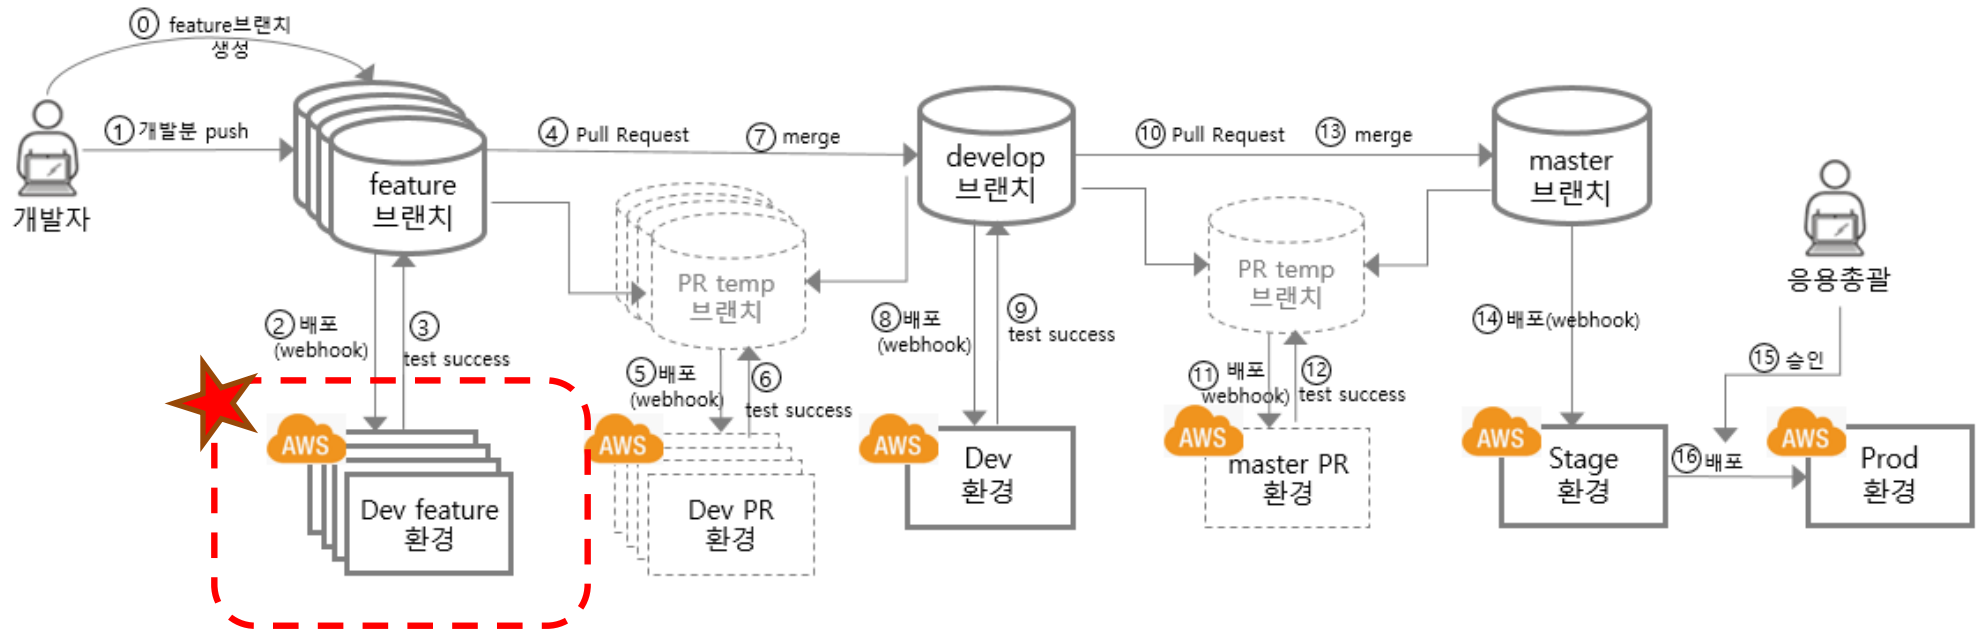 ⓪ feature브랜치
생성
① 개발분 push
개발자
feature
브랜치
④ Pull Request
⑦ merge
develop
브랜치
⑩ Pull Request
⑬ merge
master
브랜치
PR temp
브랜치
PR temp
브랜치
응용총괄
② 배포
(webhook)
③
test success
⑤ 배포
(webhook)
⑥
test success
⑧ 배포
(webhook)
⑨
test success
⑪ 배포
webhook)
⑫
test success
⑭ 배포(webhook)
⑮ 승인
⑯ 배포
AWS
Dev feature
환경
AWS
Dev PR
환경
AWS
Dev
환경
AWS
master PR
환경
AWS
Stage
환경
AWS
Prod
환경